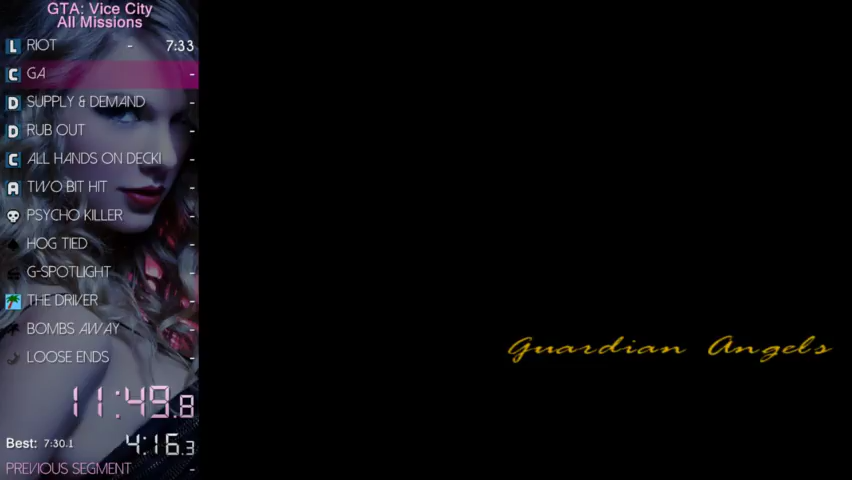 GTA: Vice City
All Missions
L RIOT - 7:33
C GA -
D SUPPLY & DEMAND -
D RUB OUT -
C ALL HANDS ON DECK! -
A TWO BIT HIT -
PSYCHO KILLER -
HOG TIED -
G-SPOTLIGHT -
THE DRIVER -
BOMBS AWAY -
LOOSE ENDS -
Guardian Angels
11:49.8
Best: 7:30.1 4:16.3
PREVIOUS SEGMENT -